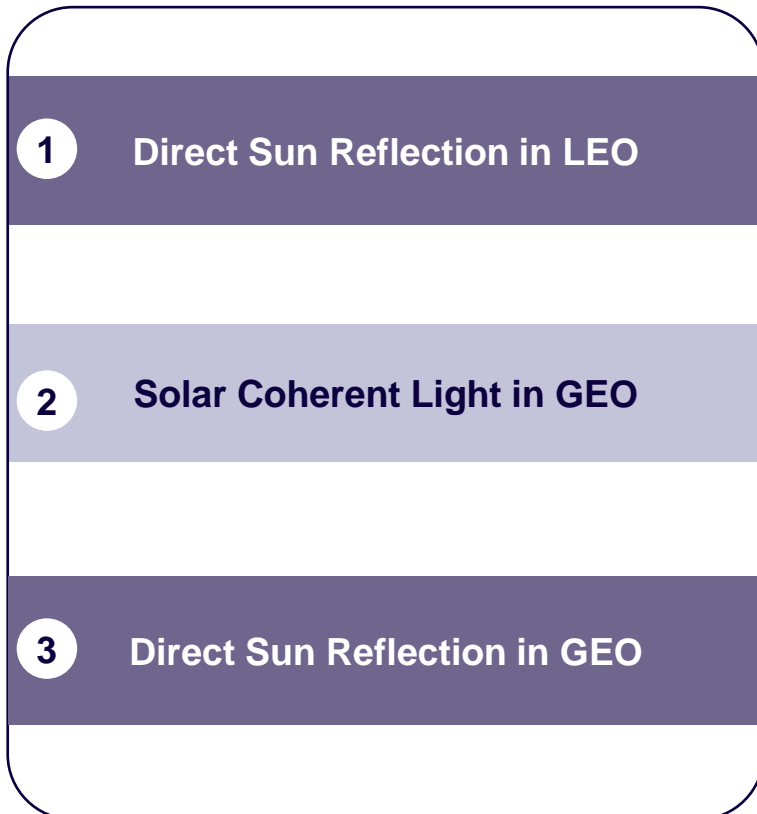 1 Direct Sun Reflection in LEO
2 Solar Coherent Light in GEO
3 Direct Sun Reflection in GEO